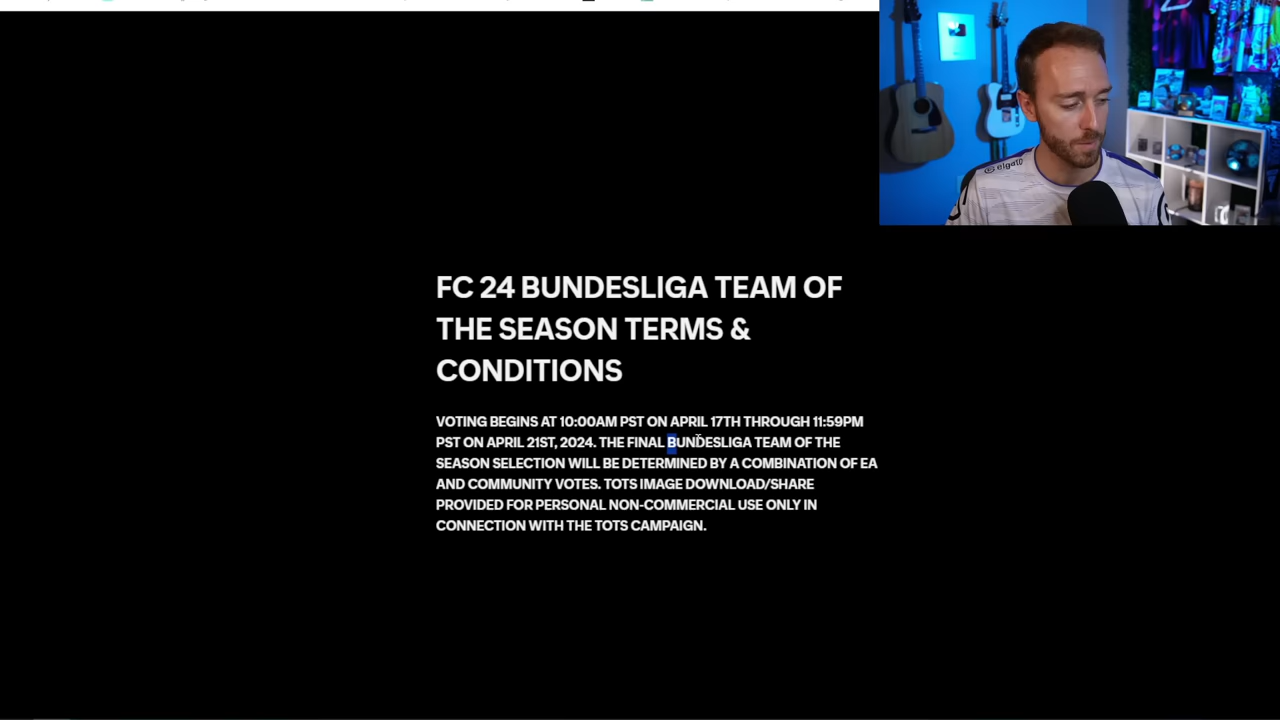 FC 24 BUNDESLIGA TEAM OF
THE SEASON TERMS &
CONDITIONS
VOTING BEGINS AT 10:00AM PST ON APRIL 17TH THROUGH 11:59PM
PST ON APRIL 21ST, 2024. THE FINAL BUNDESLIGA TEAM OF THE
SEASON SELECTION WILL BE DETERMINED BY A COMBINATION OF EA
AND COMMUNITY VOTES. TOTS IMAGE DOWNLOAD/SHARE
PROVIDED FOR PERSONAL NON-COMMERCIAL USE ONLY IN
CONNECTION WITH THE TOTS CAMPAIGN.
elgato